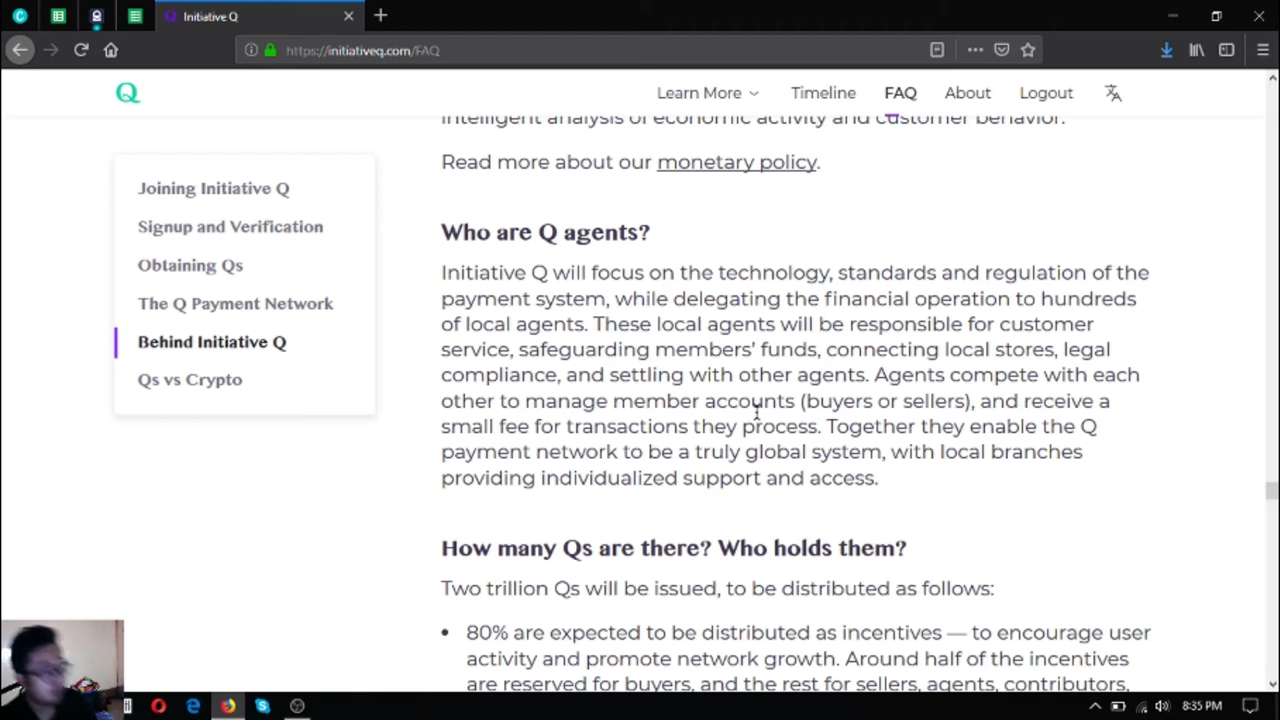 Initiative Q
https://initiativeq.com/FAQ
Q
Learn More
Timeline
FAQ
About
Logout
Joining Initiative Q
Signup and Verification
Obtaining Qs
The Q Payment Network
Behind Initiative Q
Qs vs Crypto
intelligent analysis of economic activity and customer behavior.
Read more about our monetary policy.
Who are Q agents?
Initiative Q will focus on the technology, standards and regulation of the
payment system, while delegating the financial operation to hundreds
of local agents. These local agents will be responsible for customer
service, safeguarding members’ funds, connecting local stores, legal
compliance, and settling with other agents. Agents compete with each
other to manage member accounts (buyers or sellers), and receive a
small fee for transactions they process. Together they enable the Q
payment network to be a truly global system, with local branches
providing individualized support and access.
How many Qs are there? Who holds them?
Two trillion Qs will be issued, to be distributed as follows:
• 80% are expected to be distributed as incentives — to encourage user
activity and promote network growth. Around half of the incentives
are reserved for buyers, and the rest for sellers, agents, contributors,
8:35 PM